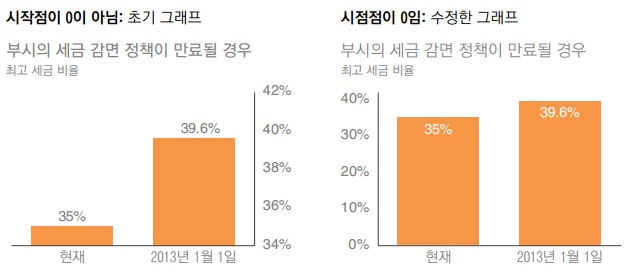 시작점이 0이 아님: 초기 그래프
부시의 세금 감면 정책이 만료될 경우
최고 세금 비율
42%
40%
38%
36%
34%
39.6%
35%
현재
2013년 1월 1일
시점점이 0임: 수정한 그래프
부시의 세금 감면 정책이 만료될 경우
최고 세금 비율
40%
30%
20%
10%
0%
35%
39.6%
현재
2013년 1월 1일